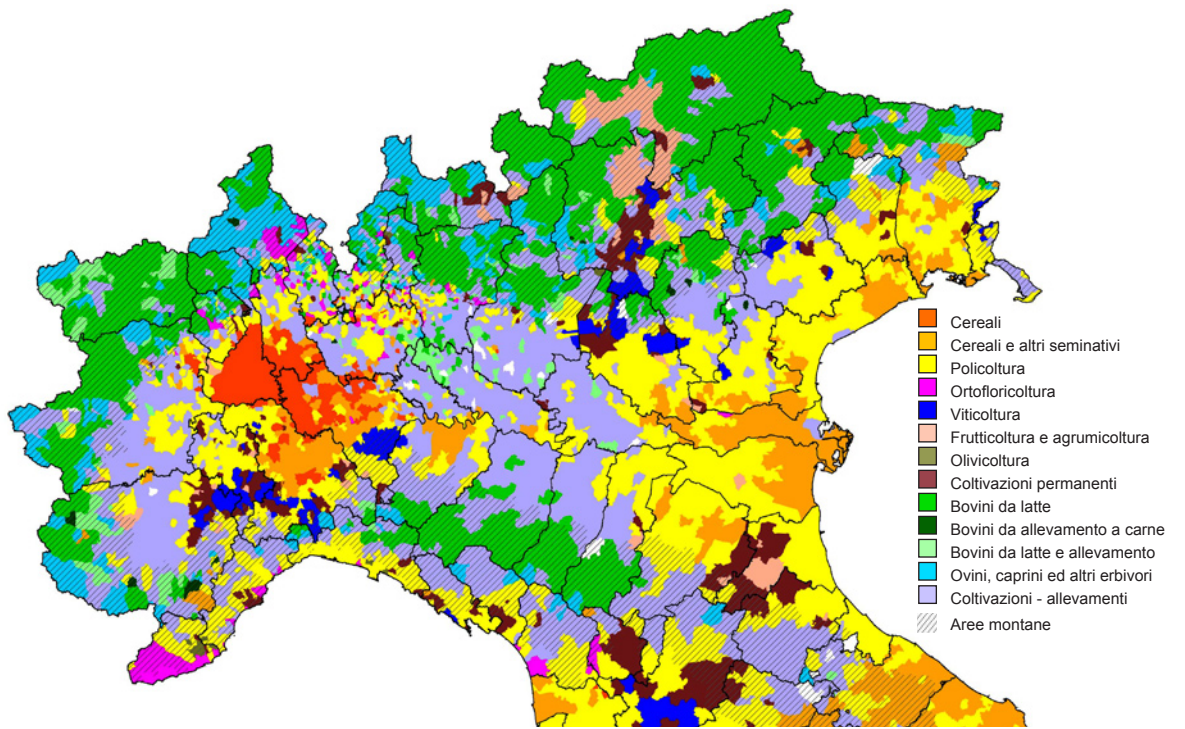 Cereali
Cereali e altri seminativi
Policoltura
Ortofloricoltura
Viticoltura
Frutticoltura e agrumicoltura
Olivicoltura
Coltivazioni permanenti
Bovini da latte
Bovini da allevamento a carne
Bovini da latte e allevamento
Ovini, caprini ed altri erbivori
Coltivazioni - allevamenti
Aree montane